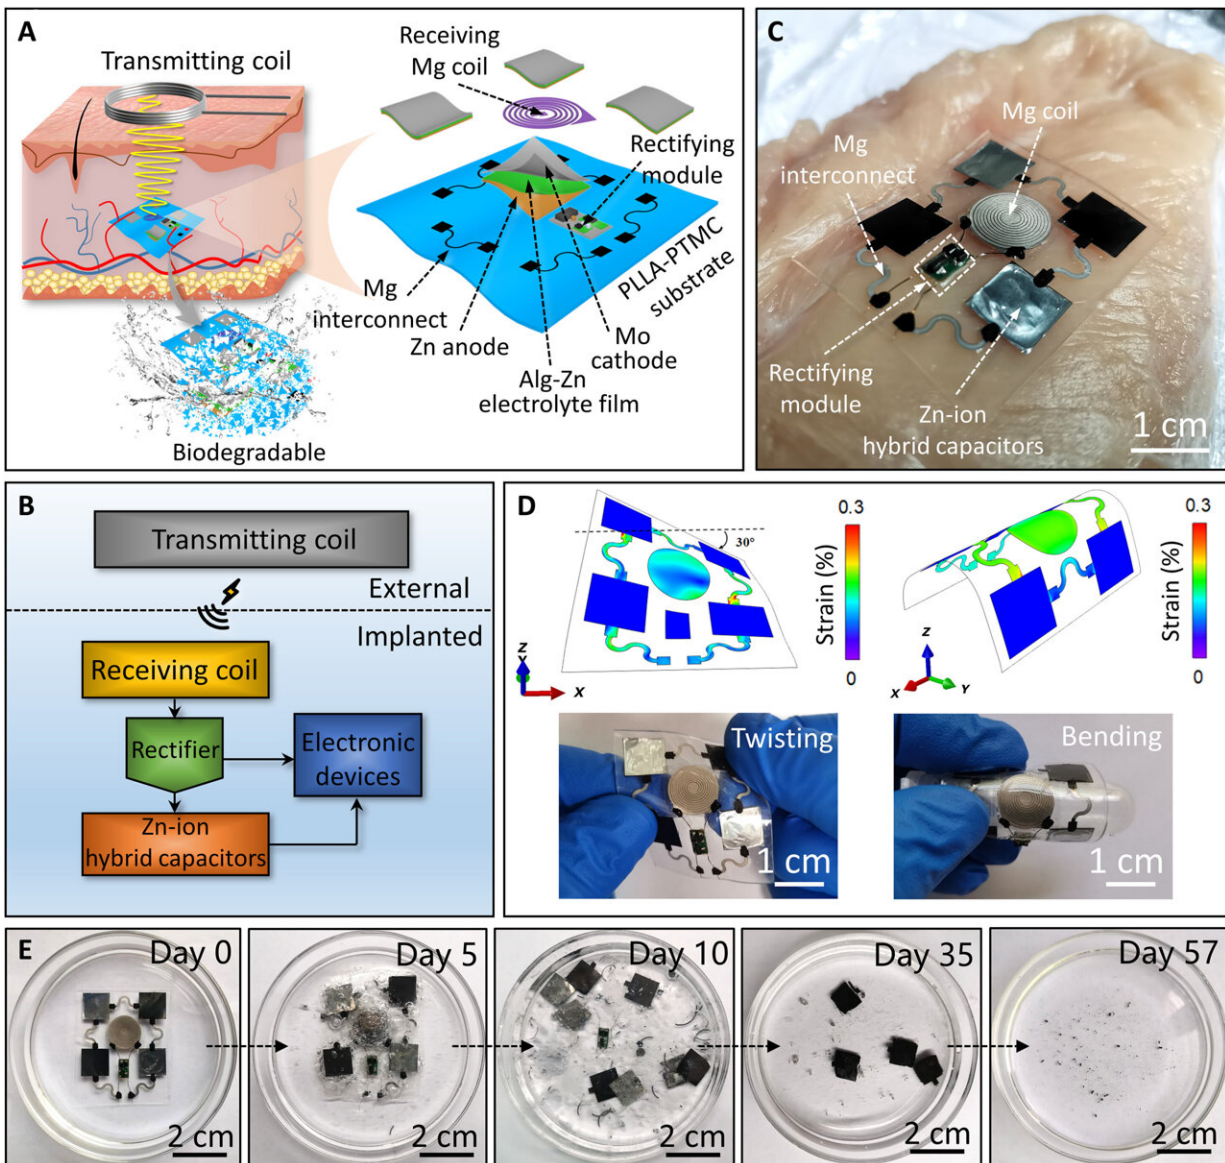 A
Transmitting coil
Receiving
Mg coil
Rectifying
module
PLLA-PTMC
substrate
Mg
interconnect
Zn anode
Mo
cathode
Alg-Zn
electrolyte film
Biodegradable
C
Mg coil
Mg
interconnect
Rectifying
module
Zn-ion
hybrid capacitors
1 cm
B
Transmitting coil
External
Implanted
Receiving coil
Rectifier
Electronic
devices
Zn-ion
hybrid capacitors
D
30°
0.3
Strain (%)
0
Z
Y
X
0.3
Strain (%)
0
Z
X
Y
Twisting
1 cm
Bending
1 cm
E
Day 0
2 cm
Day 5
2 cm
Day 10
2 cm
Day 35
2 cm
Day 57
2 cm